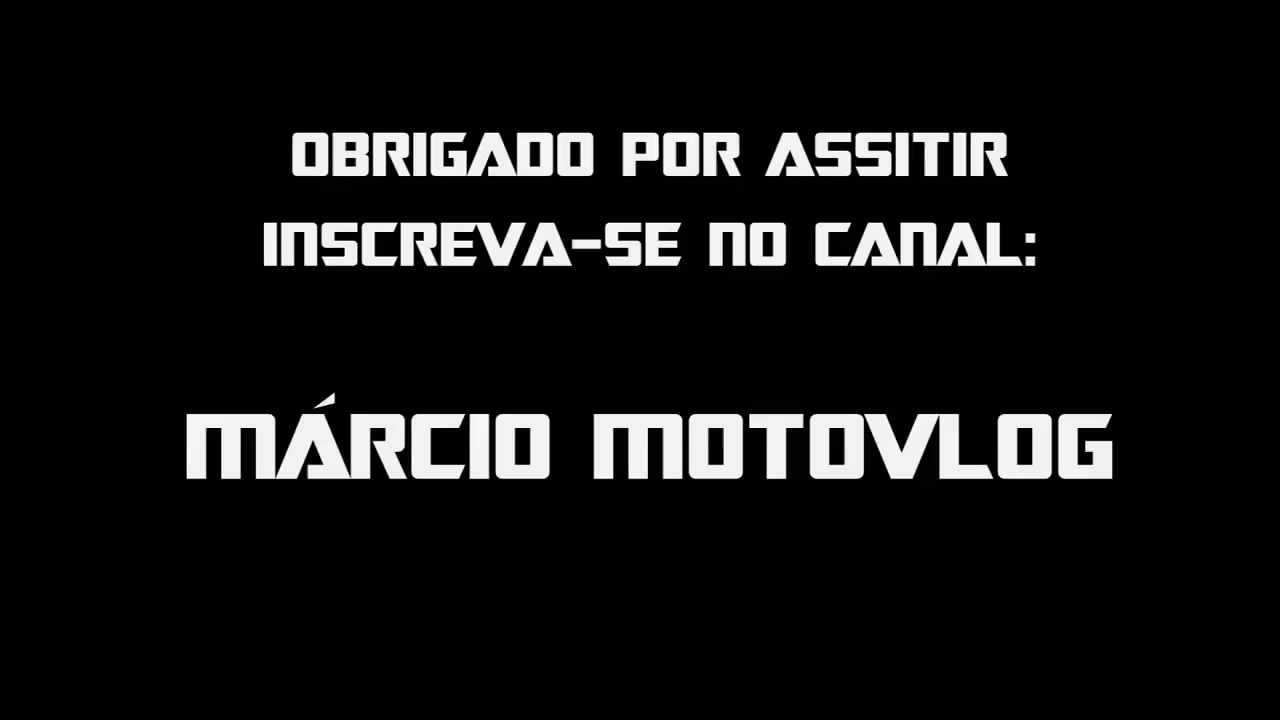 OBRIGADO POR ASSITIR
INSCREVA-SE NO CANAL:
MÁRCIO MOTOVLOG